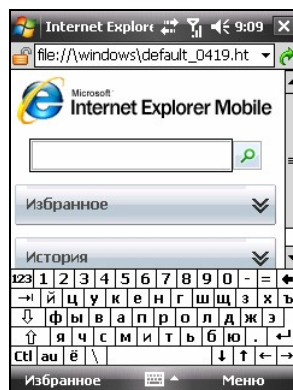 Internet Explore 9:09
file://\windows\default_0419.ht
Microsoft
Internet Explorer Mobile
Избранное
История
123 1 2 3 4 5 6 7 8 9 0 - =
й ц у к е н г ш щ з х ъ
ф ы в а п р о л д ж э
я ч с м и т ь б ю .
Ctl au ё \
Избранное Меню